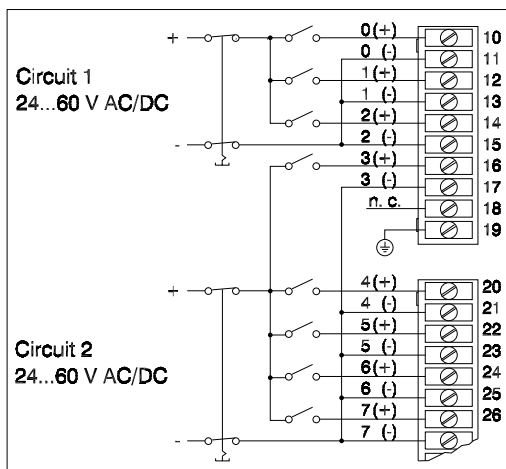 0 (+) 10
+
0 (-) 11
Circuit 1
1 (+) 12
24...60 V AC/DC
1 (-) 13
2 (+) 14
- 2 (-) 15
3 (+) 16
3 (-) 17
n. c. 18
19
+ 4 (+) 20
4 (-) 21
5 (+) 22
Circuit 2
5 (-) 23
24...60 V AC/DC
6 (+) 24
6 (-) 25
7 (+) 26
- 7 (-)